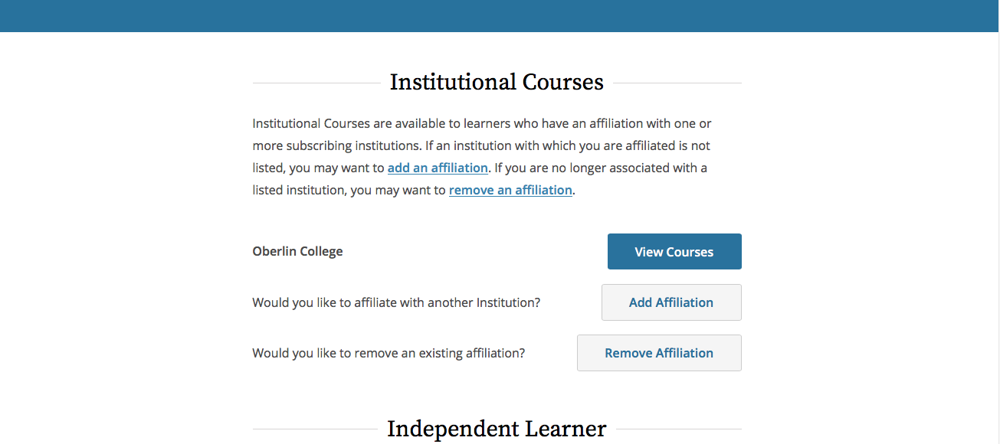 Institutional Courses
Institutional Courses are available to learners who have an affiliation with one or
more subscribing institutions. If an institution with which you are affiliated is not
listed, you may want to add an affiliation. If you are no longer associated with a
listed institution, you may want to remove an affiliation.
Oberlin College
View Courses
Would you like to affiliate with another Institution?
Add Affiliation
Would you like to remove an existing affiliation?
Remove Affiliation
Independent Learner